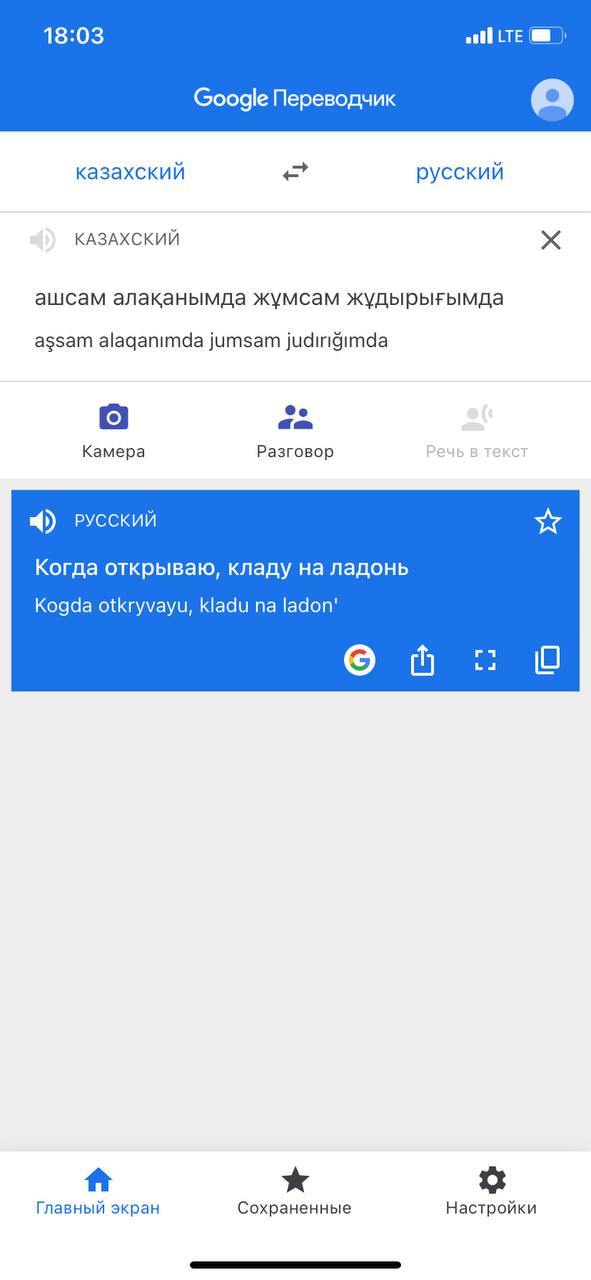 18:03
LTE
Google Переводчик
казахский
русский
КАЗАХСКИЙ
ашсам алақанымда жұмсам жұдырығымда
aşsam alaqanımda jumsam judırığımda
Камера
Разговор
Речь в текст
РУССКИЙ
Когда открываю, кладу на ладонь
Kogda otkryvayu, kladu na ladon'
G
Главный экран
Сохраненные
Настройки